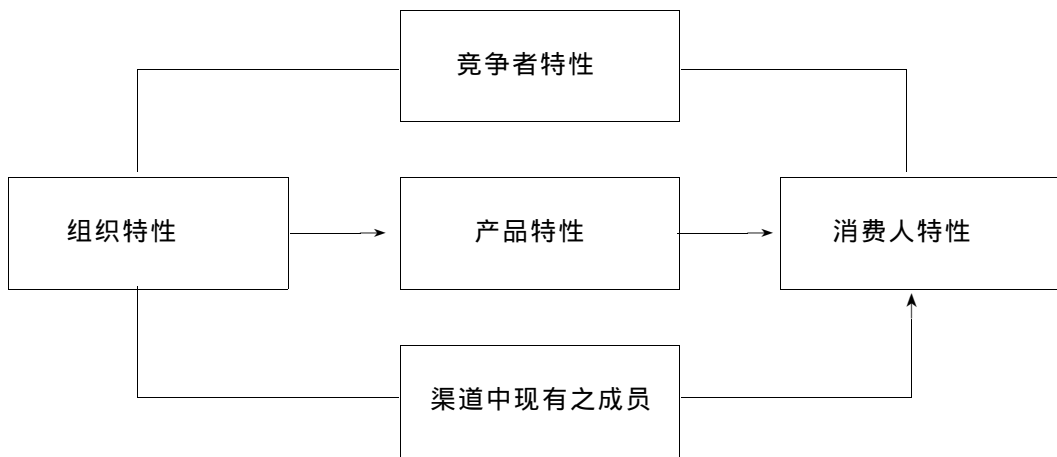 竞争者特性
组织特性
产品特性
消费人特性
渠道中现有之成员